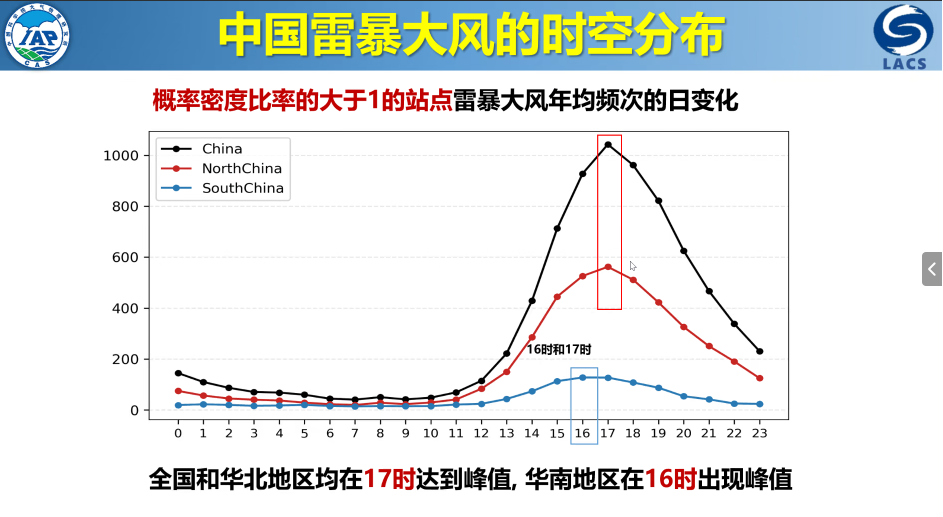 中国雷暴大风的时空分布
IAP
CAS
LACS
概率密度比率的大于1的站点雷暴大风年均频次的日变化
China
NorthChina
SouthChina
1000
800
600
400
200
0
16时和17时
0 1 2 3 4 5 6 7 8 9 10 11 12 13 14 15 16 17 18 19 20 21 22 23
全国和华北地区均在17时达到峰值, 华南地区在16时出现峰值